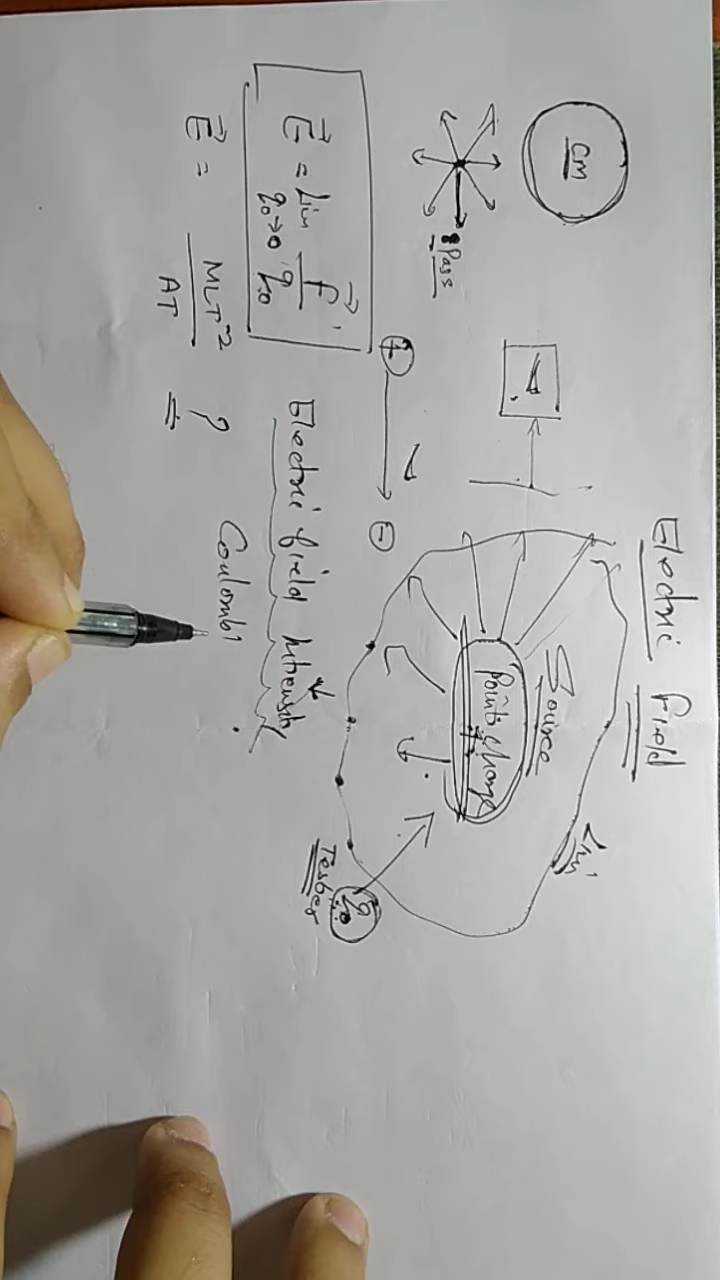 Electric Field
Source
Point charge
q₀
Tester
cm
Pass
+
-
Electric field Intensity
E⃗ = Lim
q₀→0
F⃗
q₀
E⃗ = MLT⁻²
AT
?
Coulomb